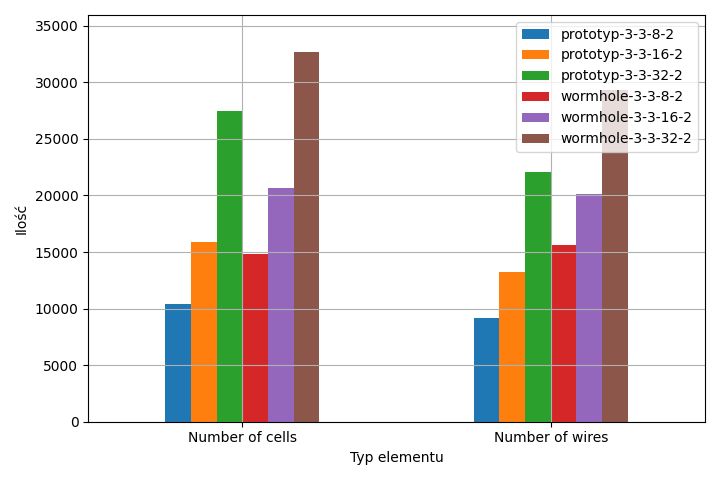 35000
30000
25000
20000
15000
10000
5000
0
Ilość
prototyp-3-3-8-2
prototyp-3-3-16-2
prototyp-3-3-32-2
wormhole-3-3-8-2
wormhole-3-3-16-2
wormhole-3-3-32-2
Number of cells
Number of wires
Typ elementu